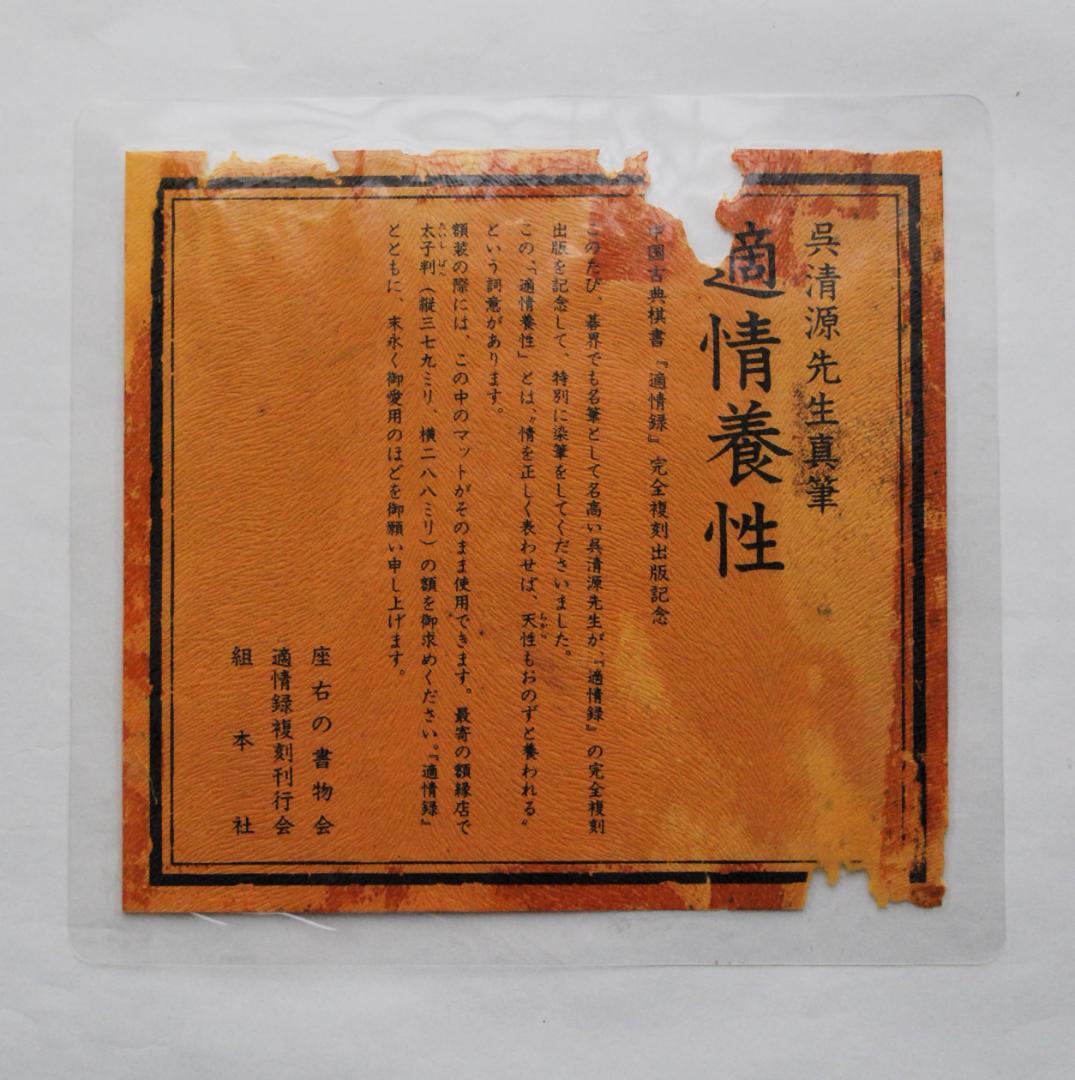 呉清源先生真筆
適情養性
中国古典棋書『適情録』完全複刻出版記念
このたび、碁界でも名筆として名高い呉清源先生が、『適情録』の完全複刻
出版を記念して、特別に染筆をしてくださいました。
この、「適情養性」とは、〝情を正しく表わせば、天性もおのずと養われる〟
という詞意があります。
額装の際には、この中のマットがそのまま使用できます。最寄の額縁店で
太子判（縦三七九ミリ、横二八八ミリ）の額を御求めください。『適情録』
とともに、末永く御愛用のほどを御願い申し上げます。
座右の書物会
適情録複刻刊行会
組本社